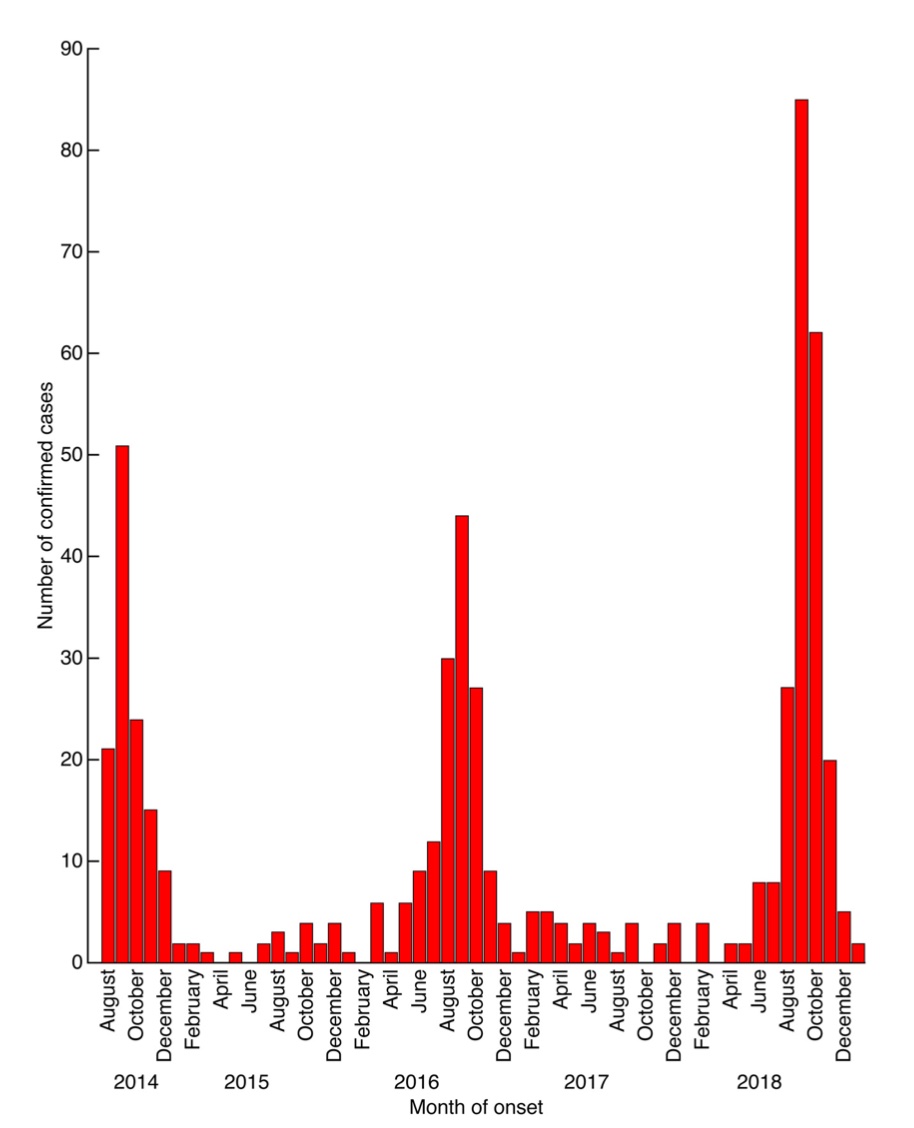 90
80
70
60
50
40
30
20
10
0
Number of confirmed cases
August
October
December
February
April
June
August
October
December
February
April
June
August
October
December
February
April
June
August
October
December
February
April
June
August
October
December
2014 2015 2016 2017 2018
Month of onset